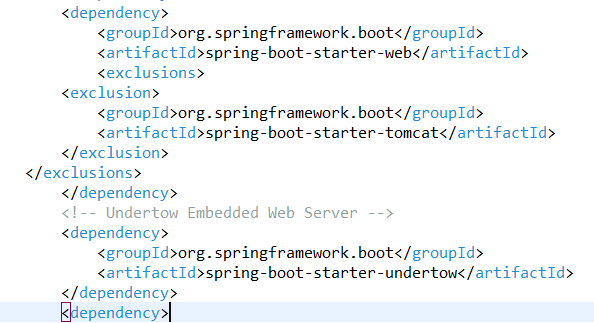 <dependency>
<groupId>org.springframework.boot</groupId>
<artifactId>spring-boot-starter-web</artifactId>
<exclusions>
<exclusion>
<groupId>org.springframework.boot</groupId>
<artifactId>spring-boot-starter-tomcat</artifactId>
</exclusion>
</exclusions>
</dependency>
<!-- Undertow Embedded Web Server -->
<dependency>
<groupId>org.springframework.boot</groupId>
<artifactId>spring-boot-starter-undertow</artifactId>
</dependency>
<dependency>